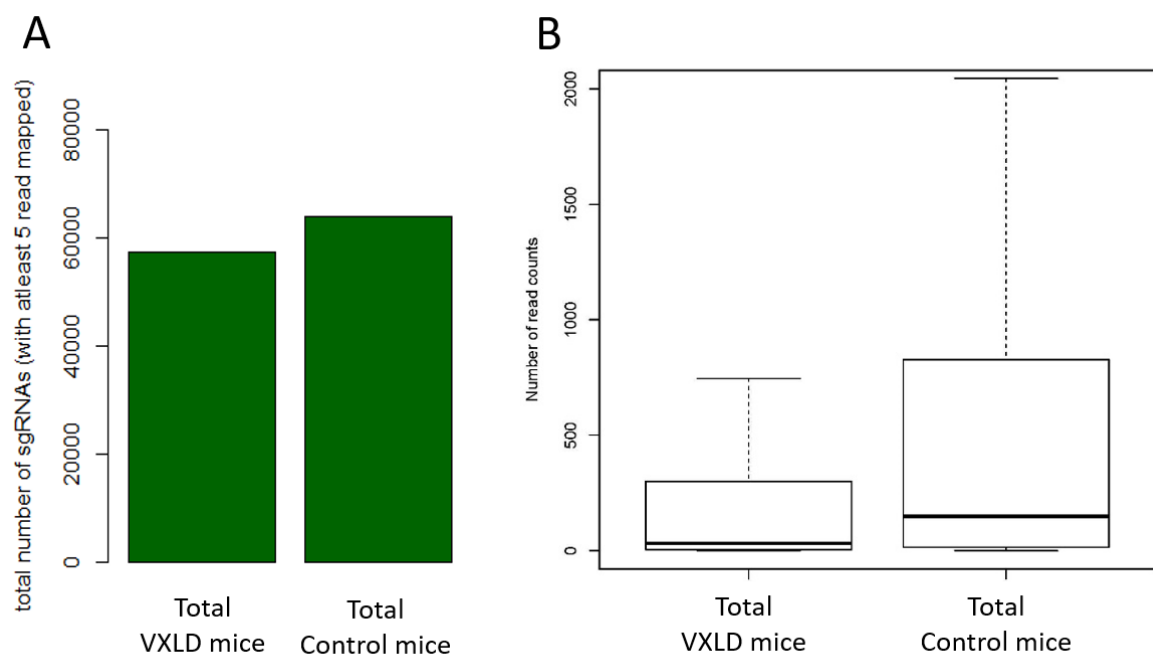 A
total number of sgRNAs (with atleast 5 read mapped)
80000
60000
40000
20000
0
Total
VXLD mice
Total
Control mice
B
Number of read counts
2000
1500
1000
500
0
Total
VXLD mice
Total
Control mice